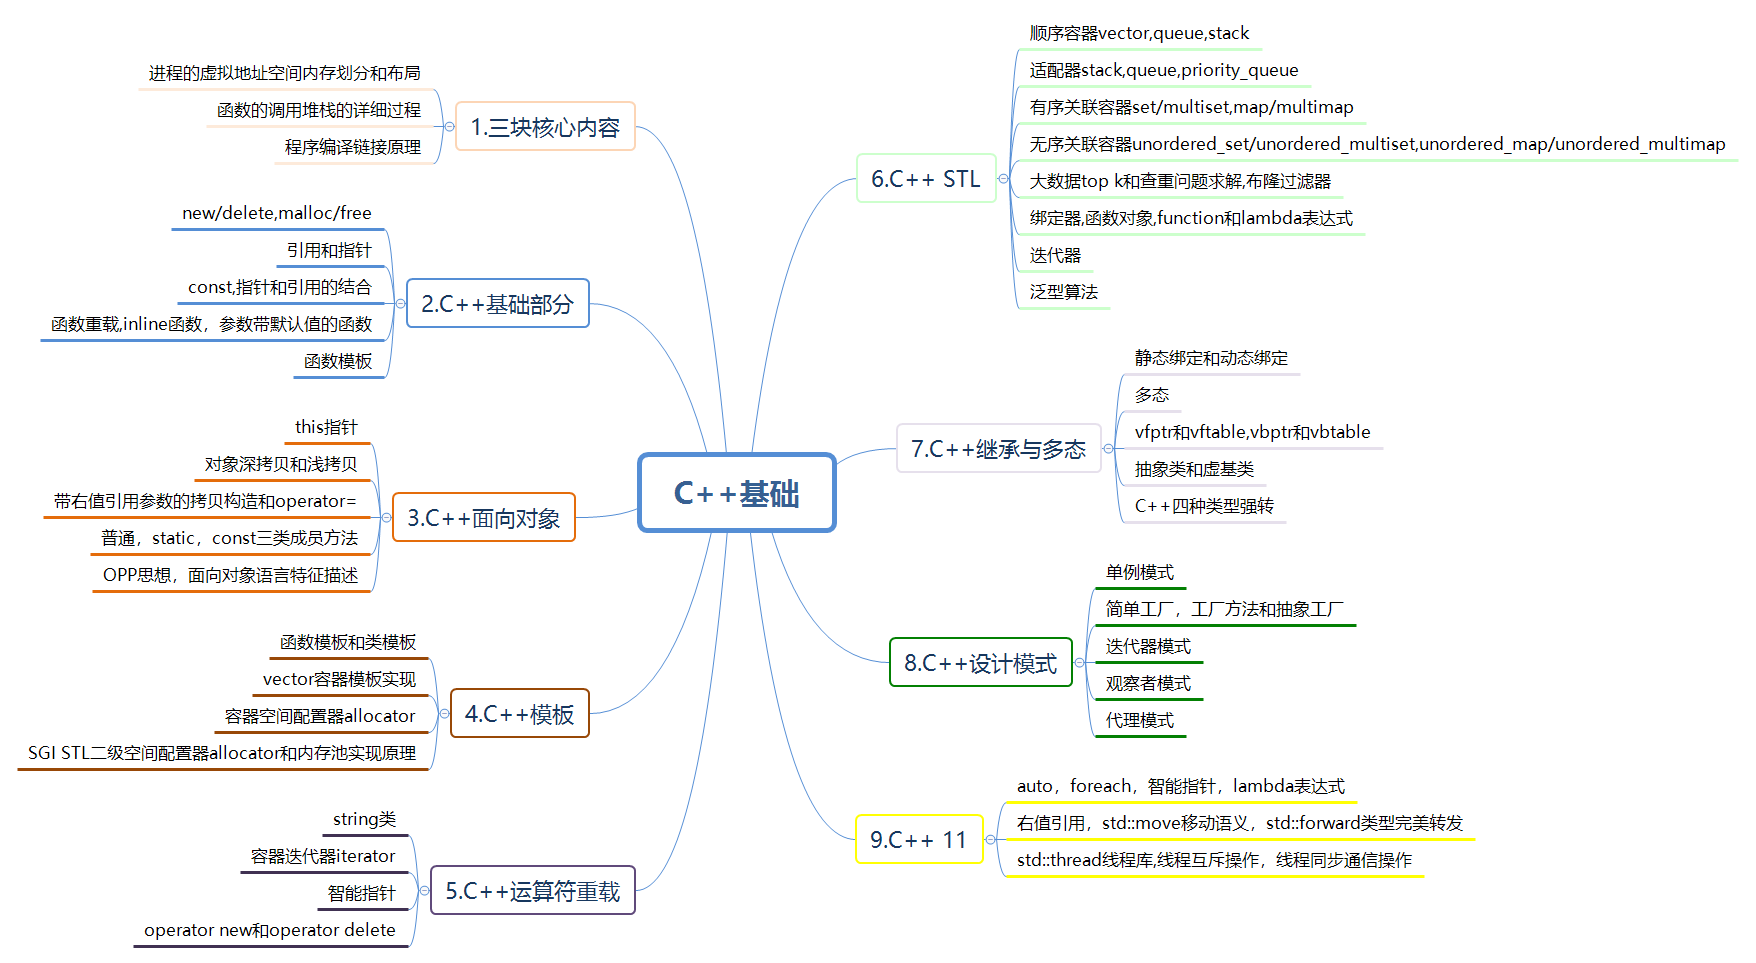 C++基础
1.三块核心内容
进程的虚拟地址空间内存划分和布局
函数的调用堆栈的详细过程
程序编译链接原理
2.C++基础部分
new/delete,malloc/free
引用和指针
const,指针和引用的结合
函数重载,inline函数，参数带默认值的函数
函数模板
3.C++面向对象
this指针
对象深拷贝和浅拷贝
带右值引用参数的拷贝构造和operator=
普通，static，const三类成员方法
OPP思想，面向对象语言特征描述
4.C++模板
函数模板和类模板
vector容器模板实现
容器空间配置器allocator
SGI STL二级空间配置器allocator和内存池实现原理
5.C++运算符重载
string类
容器迭代器iterator
智能指针
operator new和operator delete
6.C++ STL
顺序容器vector,queue,stack
适配器stack,queue,priority_queue
有序关联容器set/multiset,map/multimap
无序关联容器unordered_set/unordered_multiset,unordered_map/unordered_multimap
大数据top k和查重问题求解,布隆过滤器
绑定器,函数对象,function和lambda表达式
迭代器
泛型算法
7.C++继承与多态
静态绑定和动态绑定
多态
vfptr和vftable,vbptr和vbtable
抽象类和虚基类
C++四种类型强转
8.C++设计模式
单例模式
简单工厂，工厂方法和抽象工厂
迭代器模式
观察者模式
代理模式
9.C++ 11
auto，foreach，智能指针，lambda表达式
右值引用，std::move移动语义，std::forward类型完美转发
std::thread线程库,线程互斥操作，线程同步通信操作